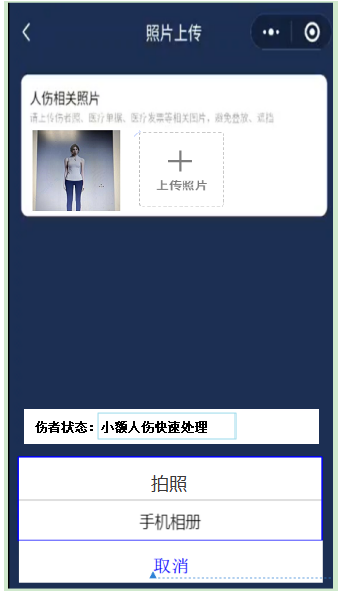 照片上传
人伤相关照片
请上传伤者照、医疗单据、医疗发票等相关图片，避免叠放、遮挡
上传照片
伤者状态：小额人伤快速处理
拍照
手机相册
取消